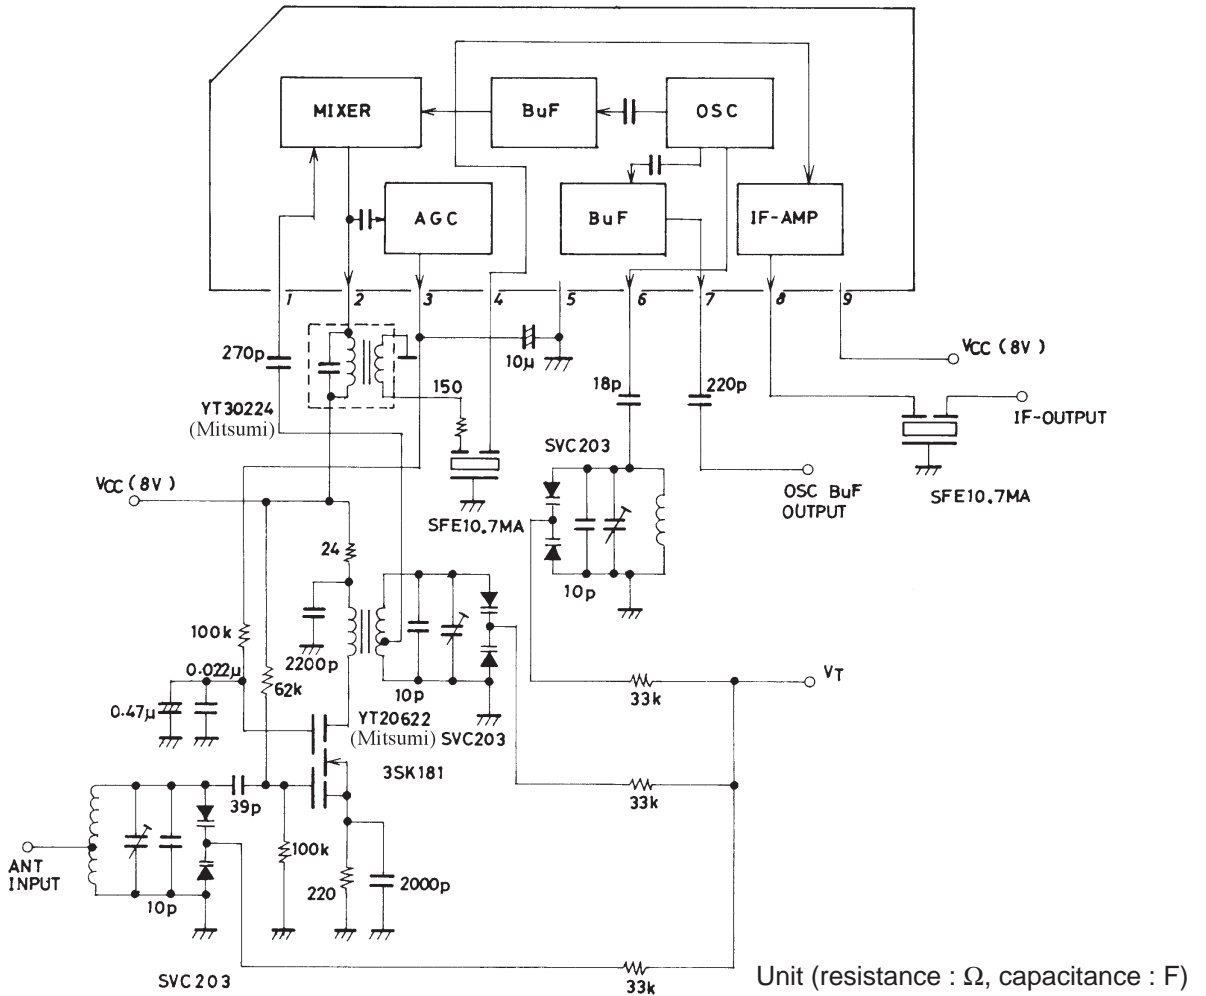 MIXER
BuF
OSC
AGC
BuF
IF-AMP
1
2
3
4
5
6
7
8
9
270p
10μ
VCC (8V)
150
18p
220p
YT30224
(Mitsumi)
IF-OUTPUT
SVC203
VCC (8V)
OSC BuF
OUTPUT
SFE10.7MA
SFE10.7MA
24
10p
100k
2200p
0.022μ
62k
10p
VT
33k
0.47μ
YT20622
(Mitsumi)
SVC203
3SK181
39p
33k
100k
ANT
INPUT
220
2000p
10p
SVC203
33k
Unit (resistance : Ω, capacitance : F)